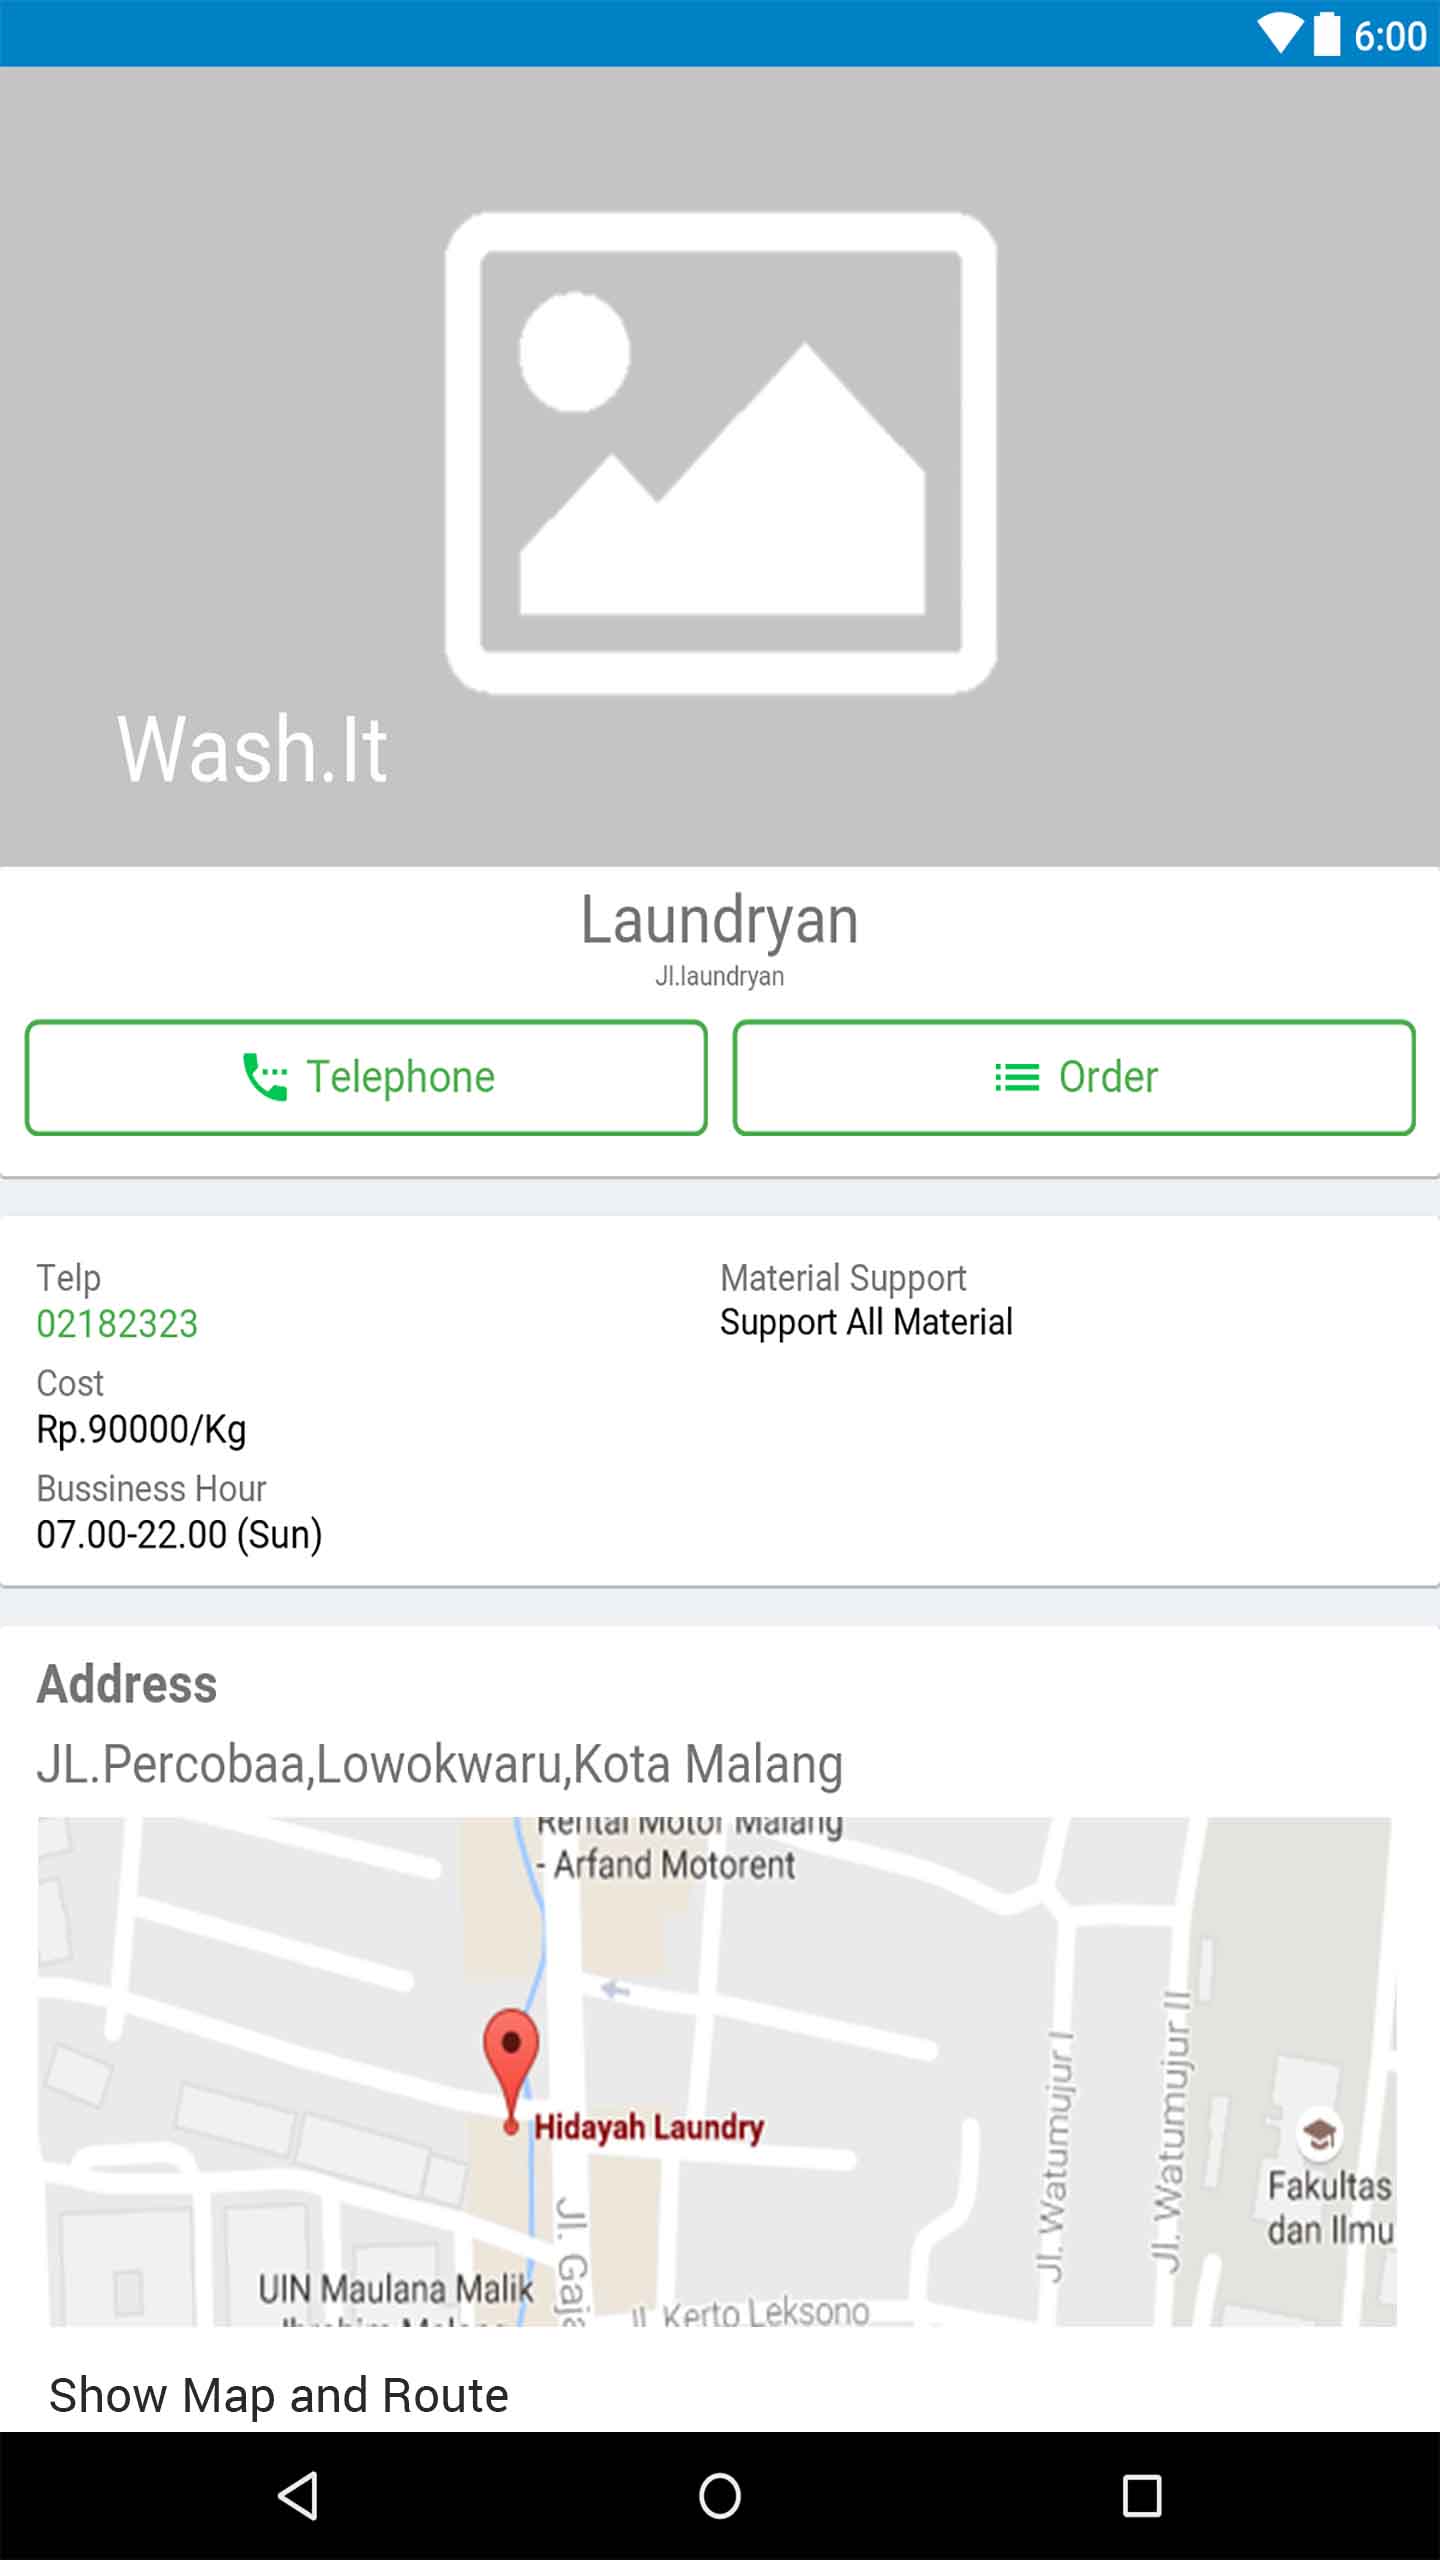 6:00
Wash.It
Laundryan
Jl.laundryan
Telephone
Order
Telp
02182323
Material Support
Support All Material
Cost
Rp.90000/Kg
Bussiness Hour
07.00-22.00 (Sun)
Address
JL.Percobaa,Lowokwaru,Kota Malang
Rental Motor Malang
- Arfand Motorent
Hidayah Laundry
Jl. Watumujur I
Jl. Watumujur II
Fakultas
dan Ilmu
Jl. Gaja
UIN Maulana Malik
Jl. Kerto Leksono
Show Map and Route